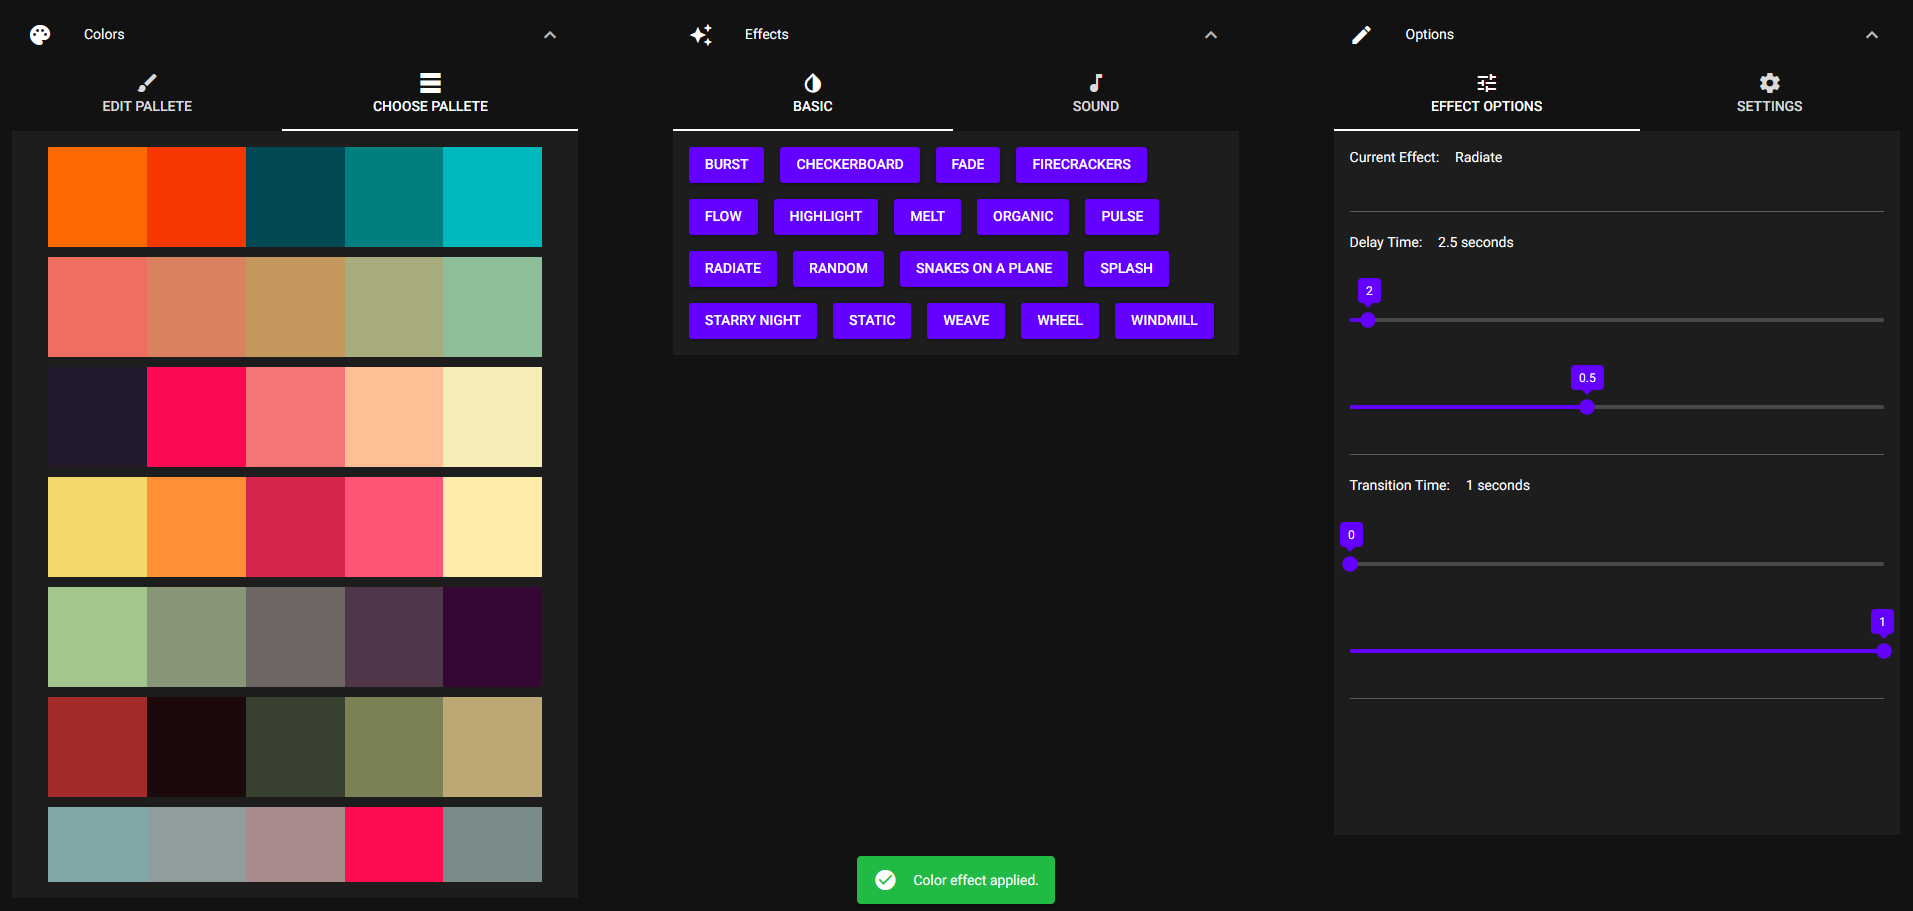 Colors
EDIT PALLETE
CHOOSE PALLETE
Effects
BASIC
SOUND
BURST CHECKERBOARD FADE FIRECRACKERS
FLOW HIGHLIGHT MELT ORGANIC PULSE
RADIATE RANDOM SNAKES ON A PLANE SPLASH
STARRY NIGHT STATIC WEAVE WHEEL WINDMILL
Color effect applied.
Options
EFFECT OPTIONS
SETTINGS
Current Effect: Radiate
Delay Time: 2.5 seconds
2
0.5
Transition Time: 1 seconds
0
1